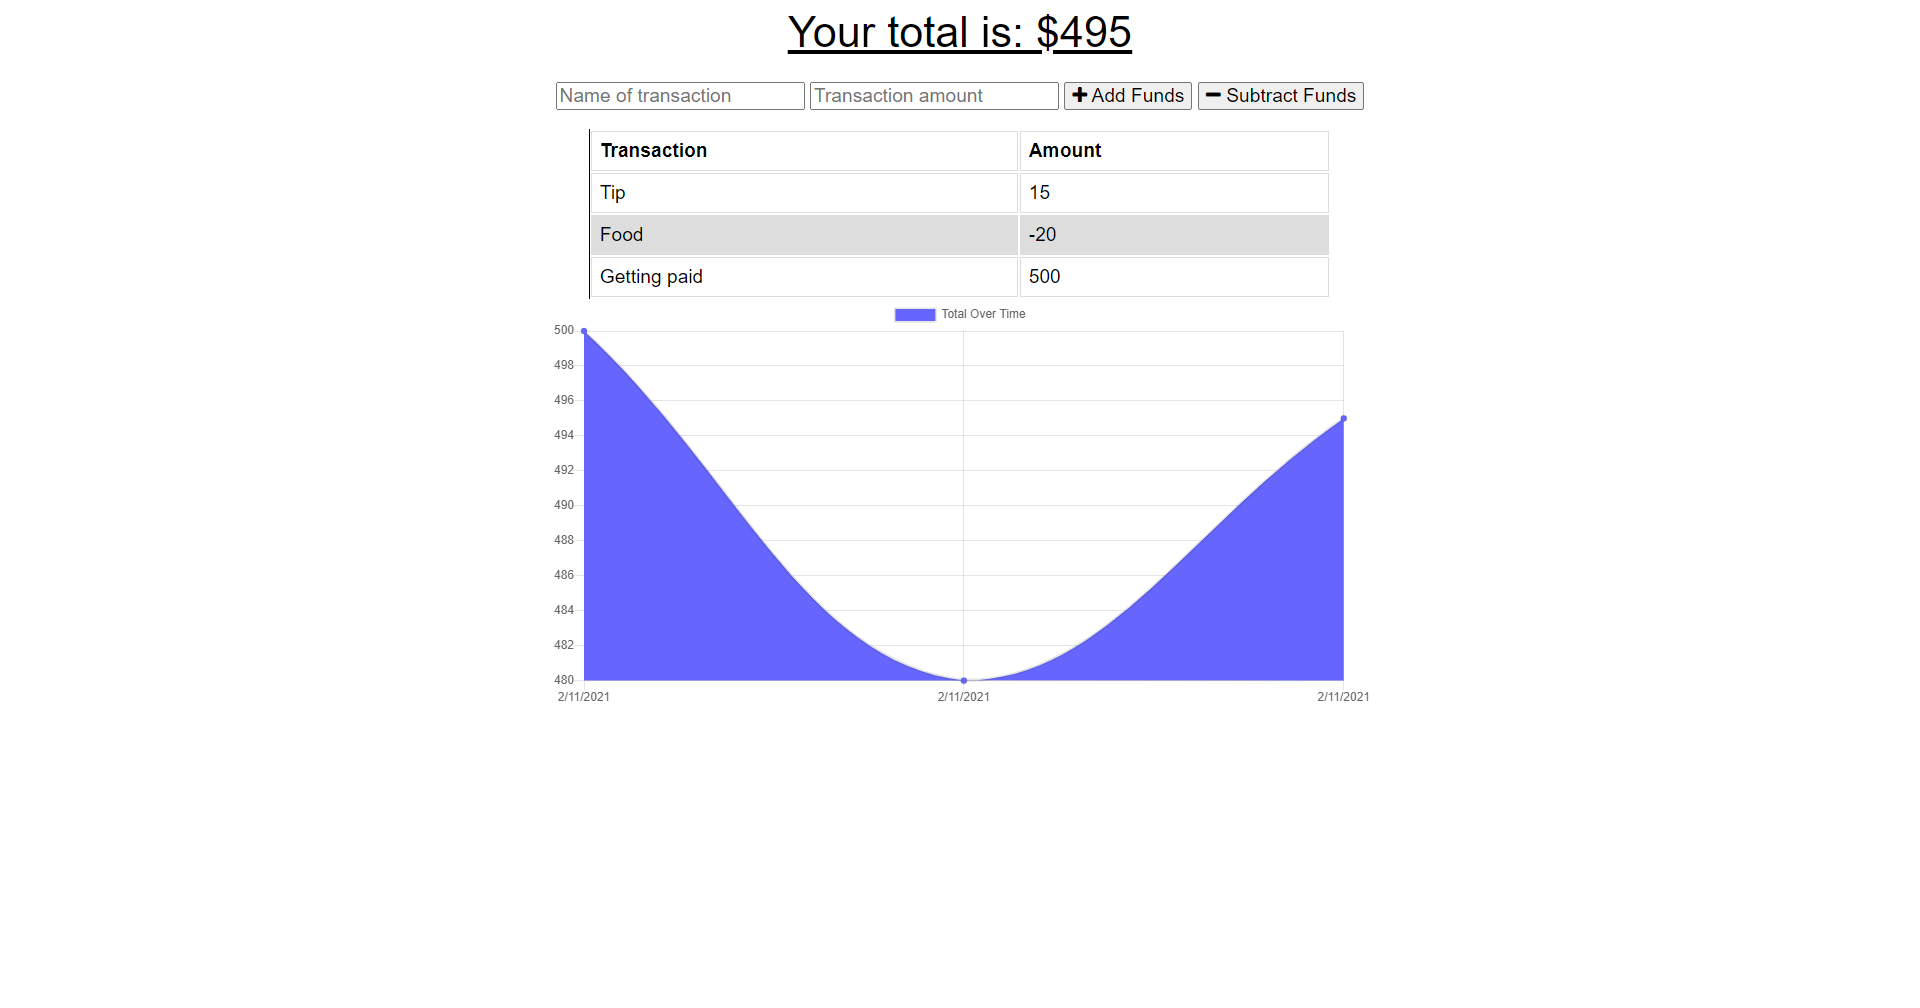 Your total is: $495
Name of transaction Transaction amount Add Funds Subtract Funds
Transaction Amount
Tip 15
Food -20
Getting paid 500
Total Over Time
500
498
496
494
492
490
488
486
484
482
480
2/11/2021 2/11/2021 2/11/2021